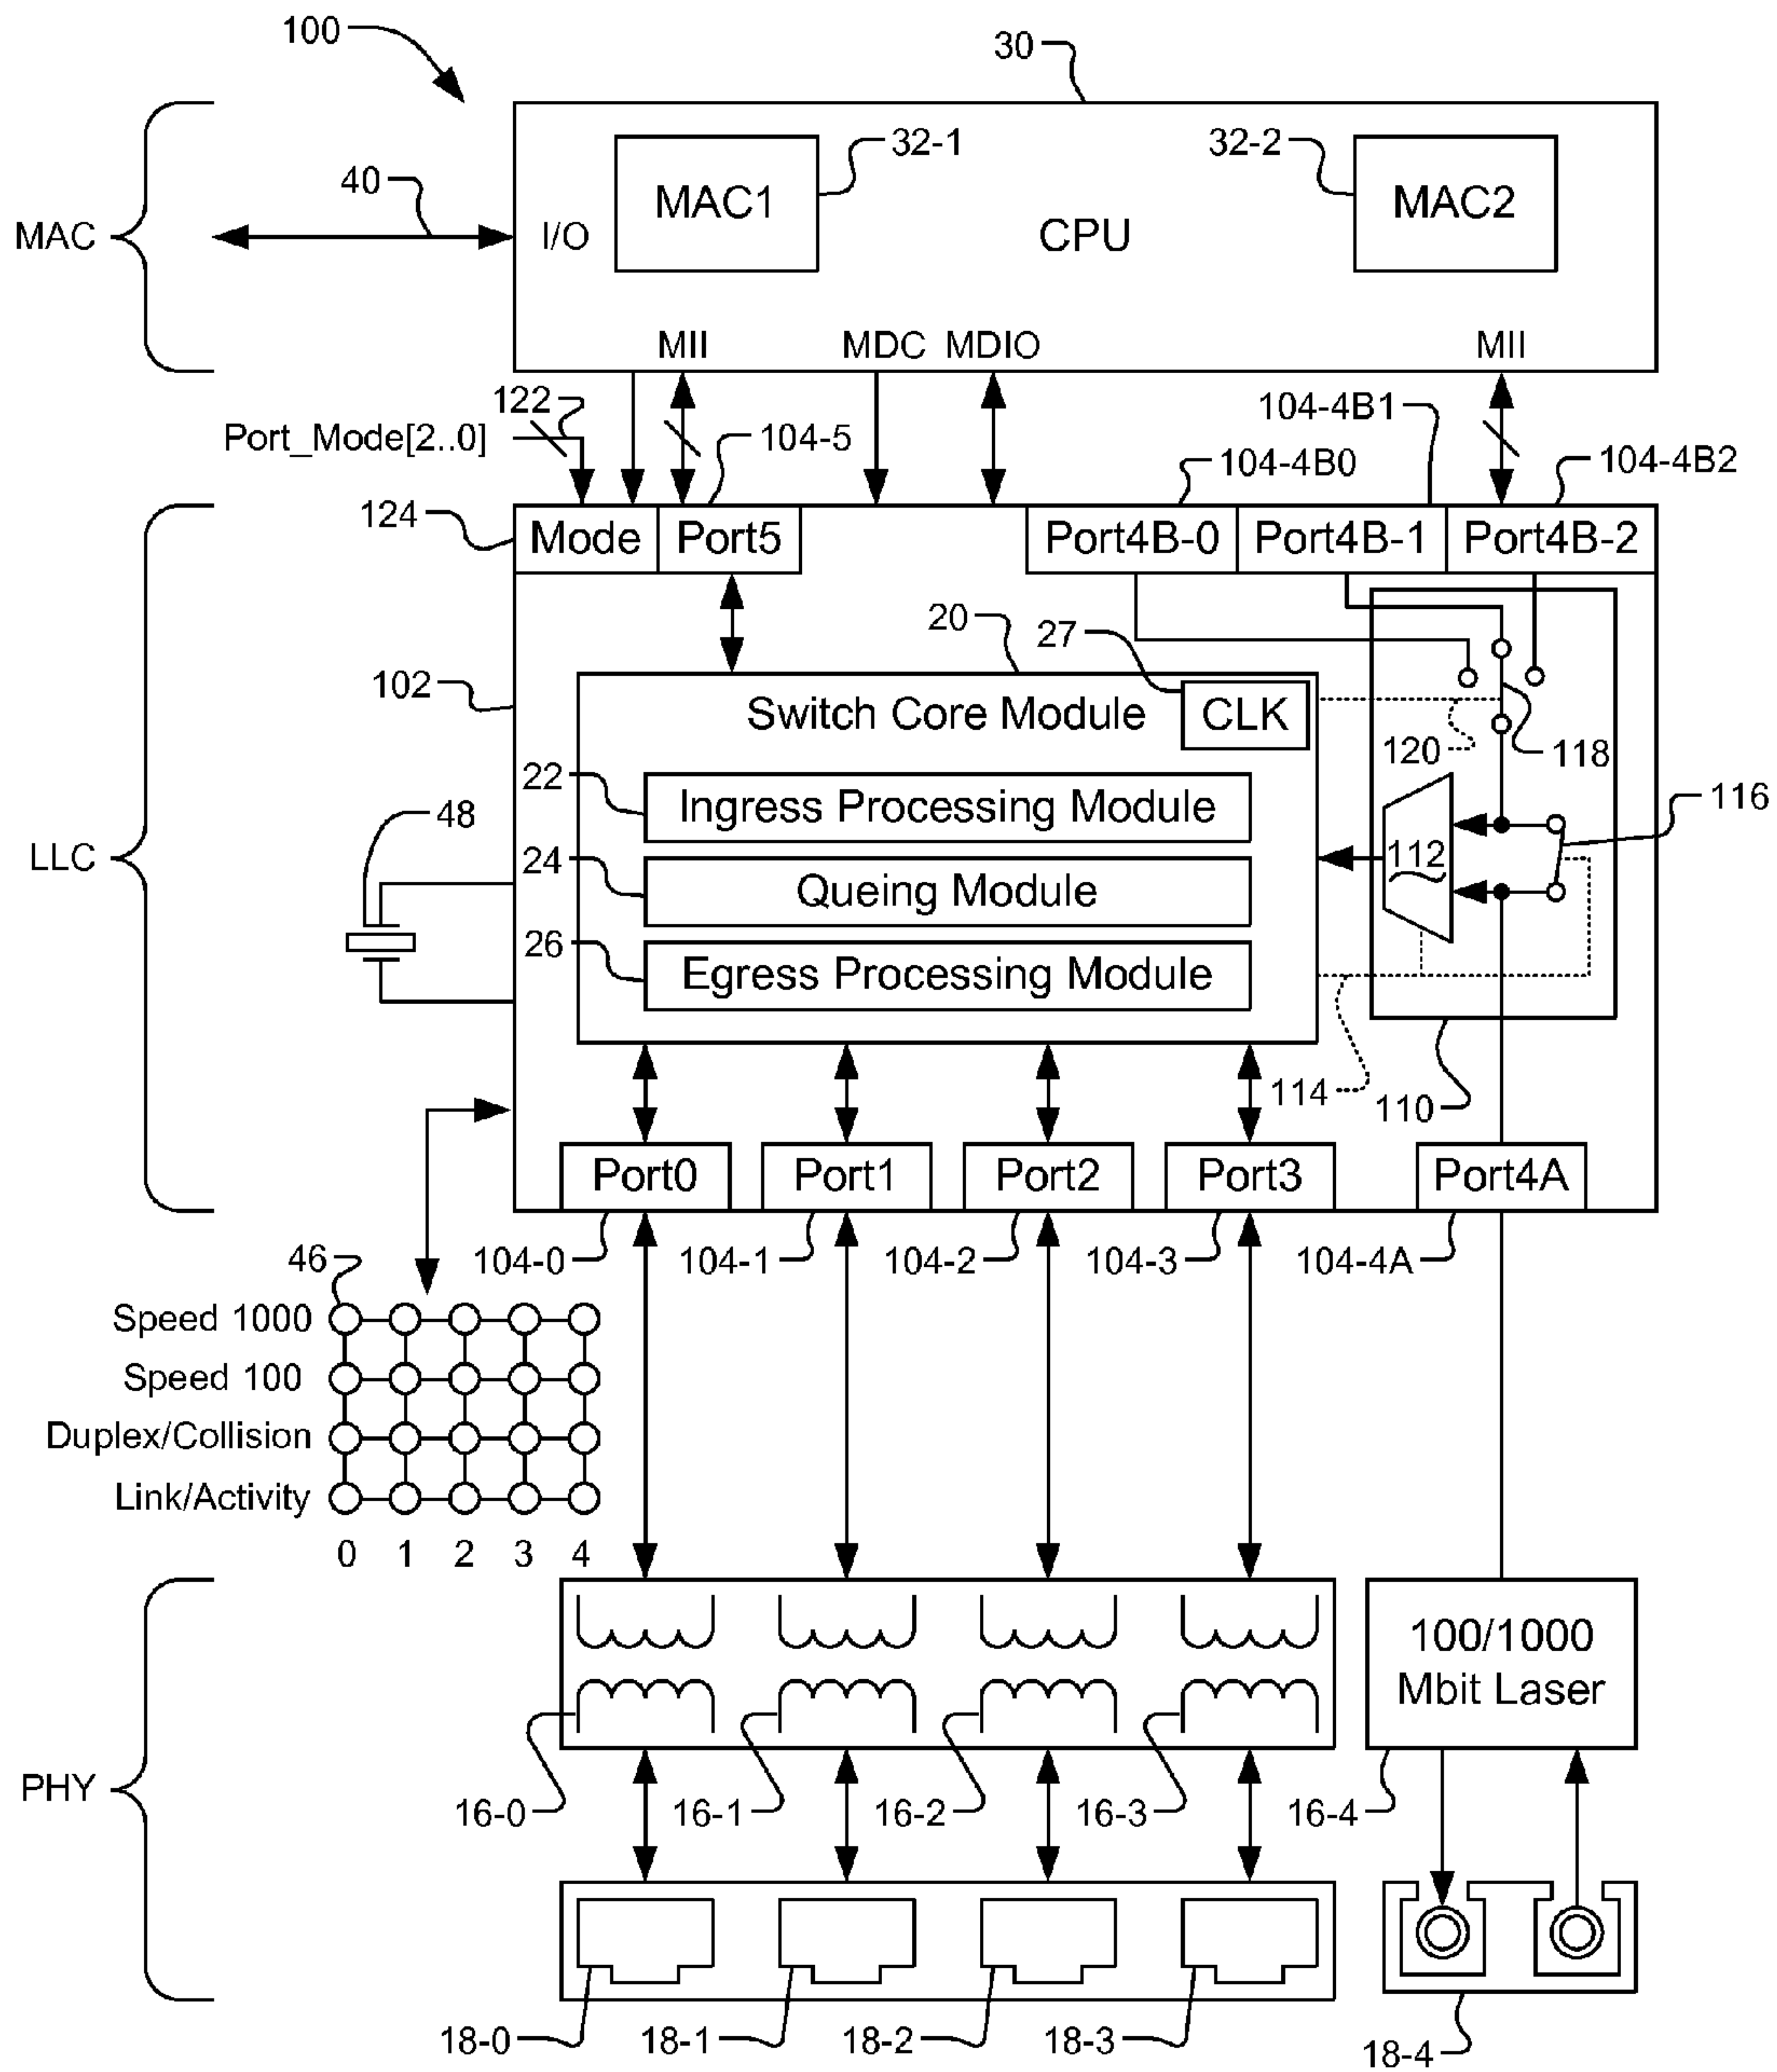 100
30
32-1
32-2
MAC1
MAC2
40
MAC
I/O
CPU
MII
MDC
MDIO
MII
122
104-4B1
Port_Mode[2..0]
104-5
104-4B0
104-4B2
124
Mode
Port5
Port4B-0
Port4B-1
Port4B-2
20
27
102
Switch Core Module
CLK
120
118
22
Ingress Processing Module
116
48
LLC
24
Queing Module
112
26
Egress Processing Module
114
110
Port0
Port1
Port2
Port3
Port4A
46
104-0
104-1
104-2
104-3
104-4A
Speed 1000
Speed 100
Duplex/Collision
Link/Activity
0
1
2
3
4
100/1000
Mbit Laser
PHY
16-0
16-1
16-2
16-3
16-4
18-0
18-1
18-2
18-3
18-4